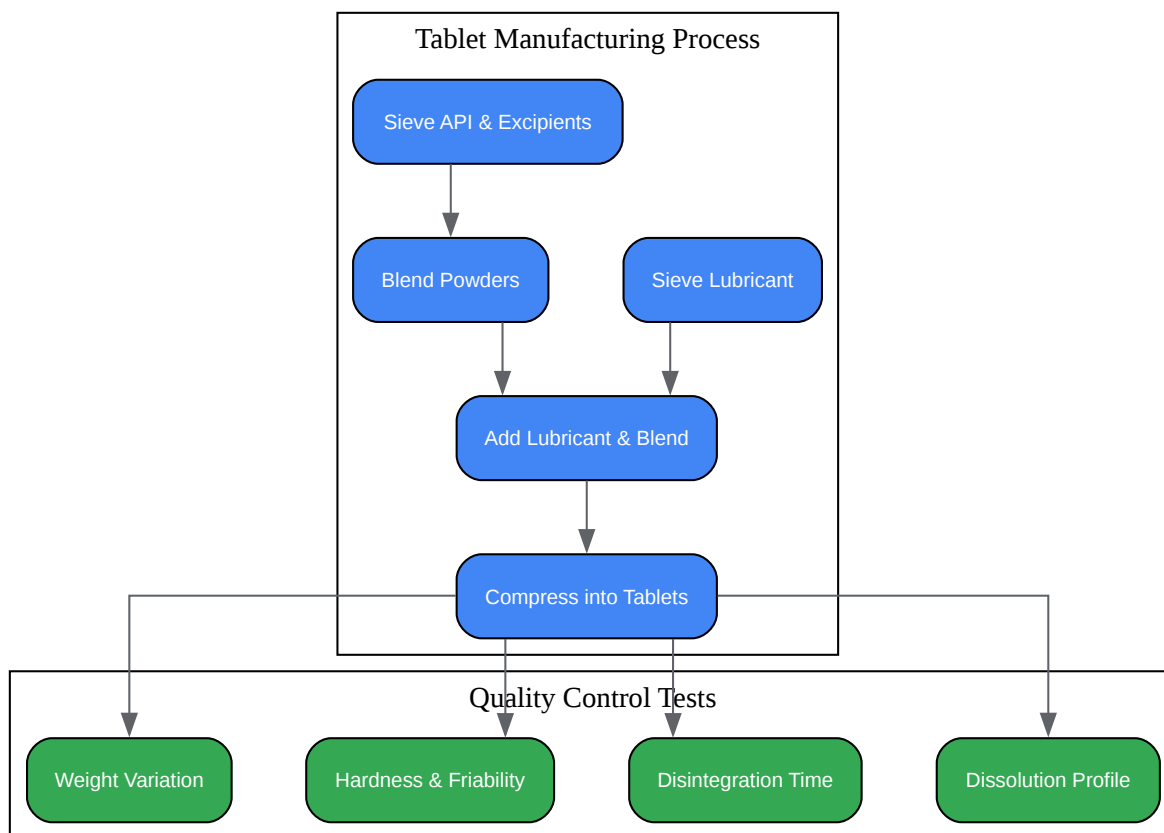 Tablet Manufacturing Process
Sieve API & Excipients
Blend Powders
Sieve Lubricant
Add Lubricant & Blend
Compress into Tablets
Quality Control Tests
Weight Variation
Hardness & Friability
Disintegration Time
Dissolution Profile